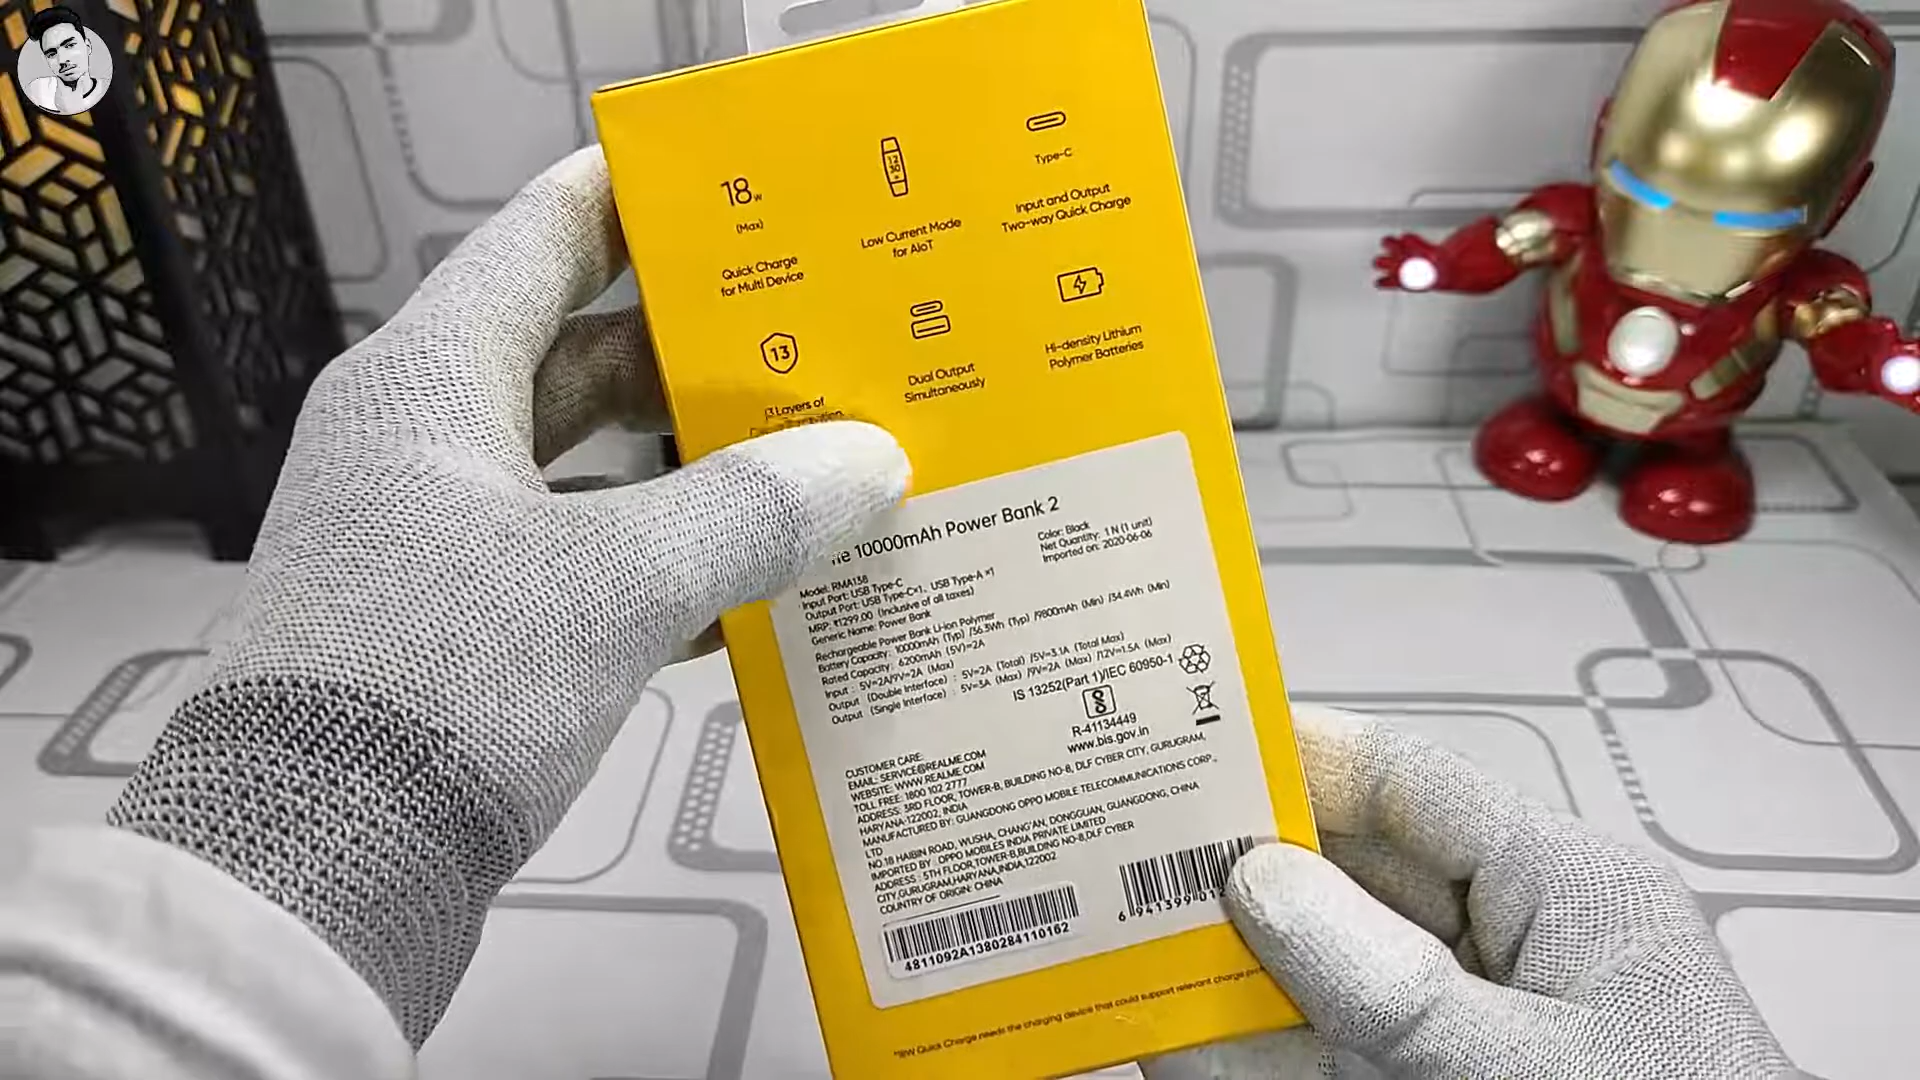 18w
(Max)
Quick Charge
for Multi Device
12
30
Low Current Mode
for AIoT
Type-C
Input and Output
Two-way Quick Charge
13
13 Layers of
Dual Output
Simultaneously
Hi-density Lithium
Polymer Batteries
10000mAh Power Bank 2
Color: Black
Net Quantity: 1 N (1 unit)
Imported on: 2020-06-06
Model: RMA138
Input Port: USB Type-C
Output Port: USB Type-C×1, USB Type-A ×1
MRP: ₹1299.00 (Inclusive of all taxes)
Generic Name: Power Bank
Rechargeable Power Bank Li-ion Polymer
Battery Capacity: 10000mAh (Typ) /36.3Wh (Typ) /9800mAh (Min) /34.4Wh (Min)
Rated Capacity: 6200mAh (5V⎓2A
Input : 5V⎓2A/9V⎓2A (Max)
Output (Double Interface) : 5V⎓2A (Total) /5V⎓3.1A (Total Max)
Output (Single Interface) : 5V⎓3A (Max) /9V⎓2A (Max) /12V⎓1.5A (Max)
IS 13252(Part 1)/IEC 60950-1
R-41134449
www.bis.gov.in
CUSTOMER CARE:
EMAIL: SERVICE@REALME.COM
WEBSITE: WWW.REALME.COM
TOLL FREE: 1800 102 2777
ADDRESS: 3RD FLOOR, TOWER-B, BUILDING NO-8, DLF CYBER CITY, GURUGRAM,
HARYANA-122002, INDIA
MANUFACTURED BY: GUANGDONG OPPO MOBILE TELECOMMUNICATIONS CORP.,
LTD
NO.18 HAIBIN ROAD, WUSHA, CHANG'AN, DONGGUAN, GUANGDONG, CHINA
IMPORTED BY : OPPO MOBILES INDIA PRIVATE LIMITED
ADDRESS : 5TH FLOOR,TOWER-B,BUILDING NO-8,DLF CYBER
CITY,GURUGRAM,HARYANA,INDIA,122002
COUNTRY OF ORIGIN: CHINA
4811092A1380284110162
6 941399 01
*18W Quick Charge needs the charging device that could support relevant charge